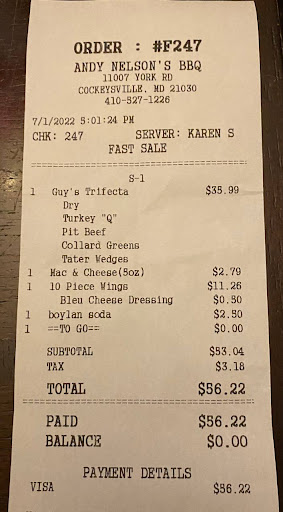 ORDER : #F247
ANDY NELSON'S BBQ
11007 YORK RD
COCKEYSVILLE, MD 21030
410-527-1226
7/1/2022 5:01:24 PM
CHK: 247 SERVER: KAREN S
FAST SALE
S-1
1 Guy's Trifecta $35.99
Dry
Turkey "Q"
Pit Beef
Collard Greens
Tater Wedges
1 Mac & Cheese(5oz) $2.79
1 10 Piece Wings $11.26
Bleu Cheese Dressing $0.50
1 boylan soda $2.50
1 ==TO GO== $0.00
SUBTOTAL $53.04
TAX $3.18
TOTAL $56.22
PAID $56.22
BALANCE $0.00
PAYMENT DETAILS
VISA $56.22